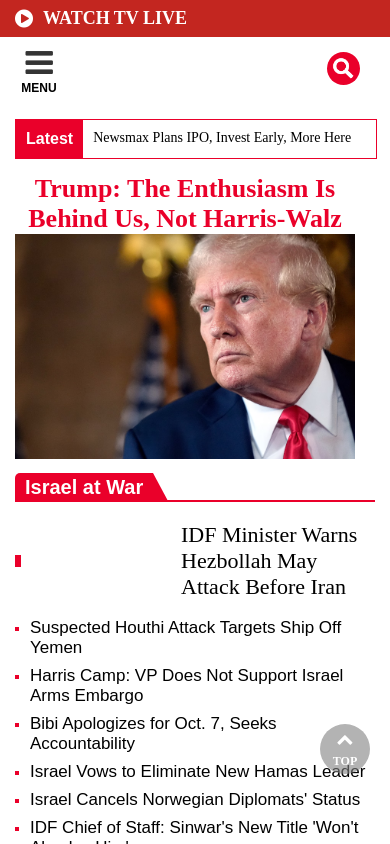 WATCH TV LIVE
MENU
Latest
Newsmax Plans IPO, Invest Early, More Here
Trump: The Enthusiasm Is
Behind Us, Not Harris-Walz
Israel at War
IDF Minister Warns
Hezbollah May
Attack Before Iran
Suspected Houthi Attack Targets Ship Off
Yemen
Harris Camp: VP Does Not Support Israel
Arms Embargo
Bibi Apologizes for Oct. 7, Seeks
Accountability
Israel Vows to Eliminate New Hamas Leader
TOP
Israel Cancels Norwegian Diplomats' Status
IDF Chief of Staff: Sinwar's New Title 'Won't